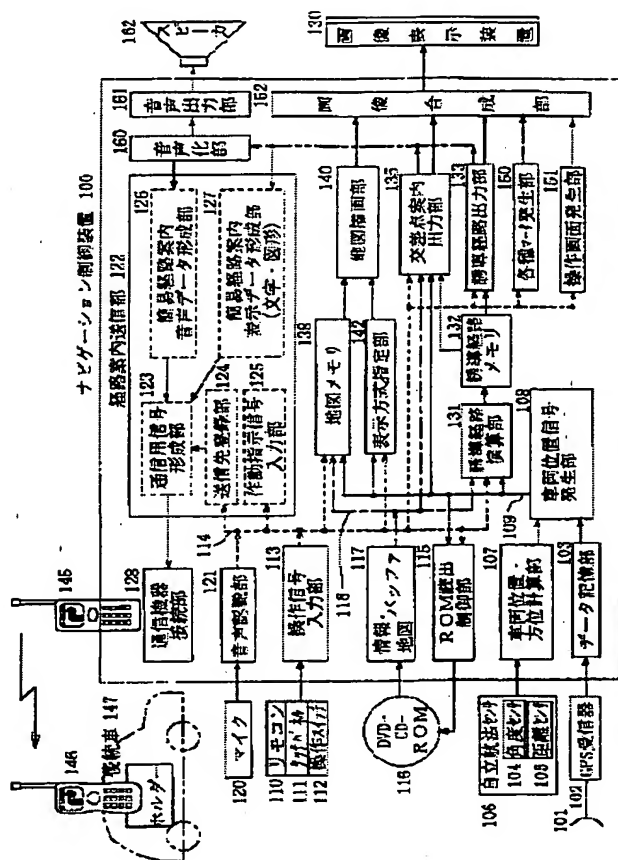 ナビゲーション制御装置 100
経路案内送信部 122
通信用信号形成部 123
簡易経路案内音声データ形成部 126
簡易経路案内表示データ形成部(文字・図形) 127
送信先登録部 124
作動指示信号入力部 125
音声化部 160
音声出力部 161
スピーカ 162
画像表示装置 130
画像合成部 152
地図描画部 140
交差点案内出力部 135
誘導経路出力部 133
各種マーク発生部 150
操作画面発生部 151
地図メモリ 138
表示方式指定部 142
誘導経路メモリ 132
誘導経路演算部 131
車両位置信号発生部 108
109
114
118
145
146
後続車 147
ホルダー
通信機器接続部 128
音声認識部 121
マイク 120
操作信号入力部 113
リモコン 110
タッチパネル 111
操作スイッチ 112
地図情報バッファ 117
ROM読出制御部 115
DVD-CD-ROM 116
車両位置・方位計算部 107
データ記憶部 103
自立航法センサ 106
角度センサ 104
距離センサ 105
GPS受信器 102
101